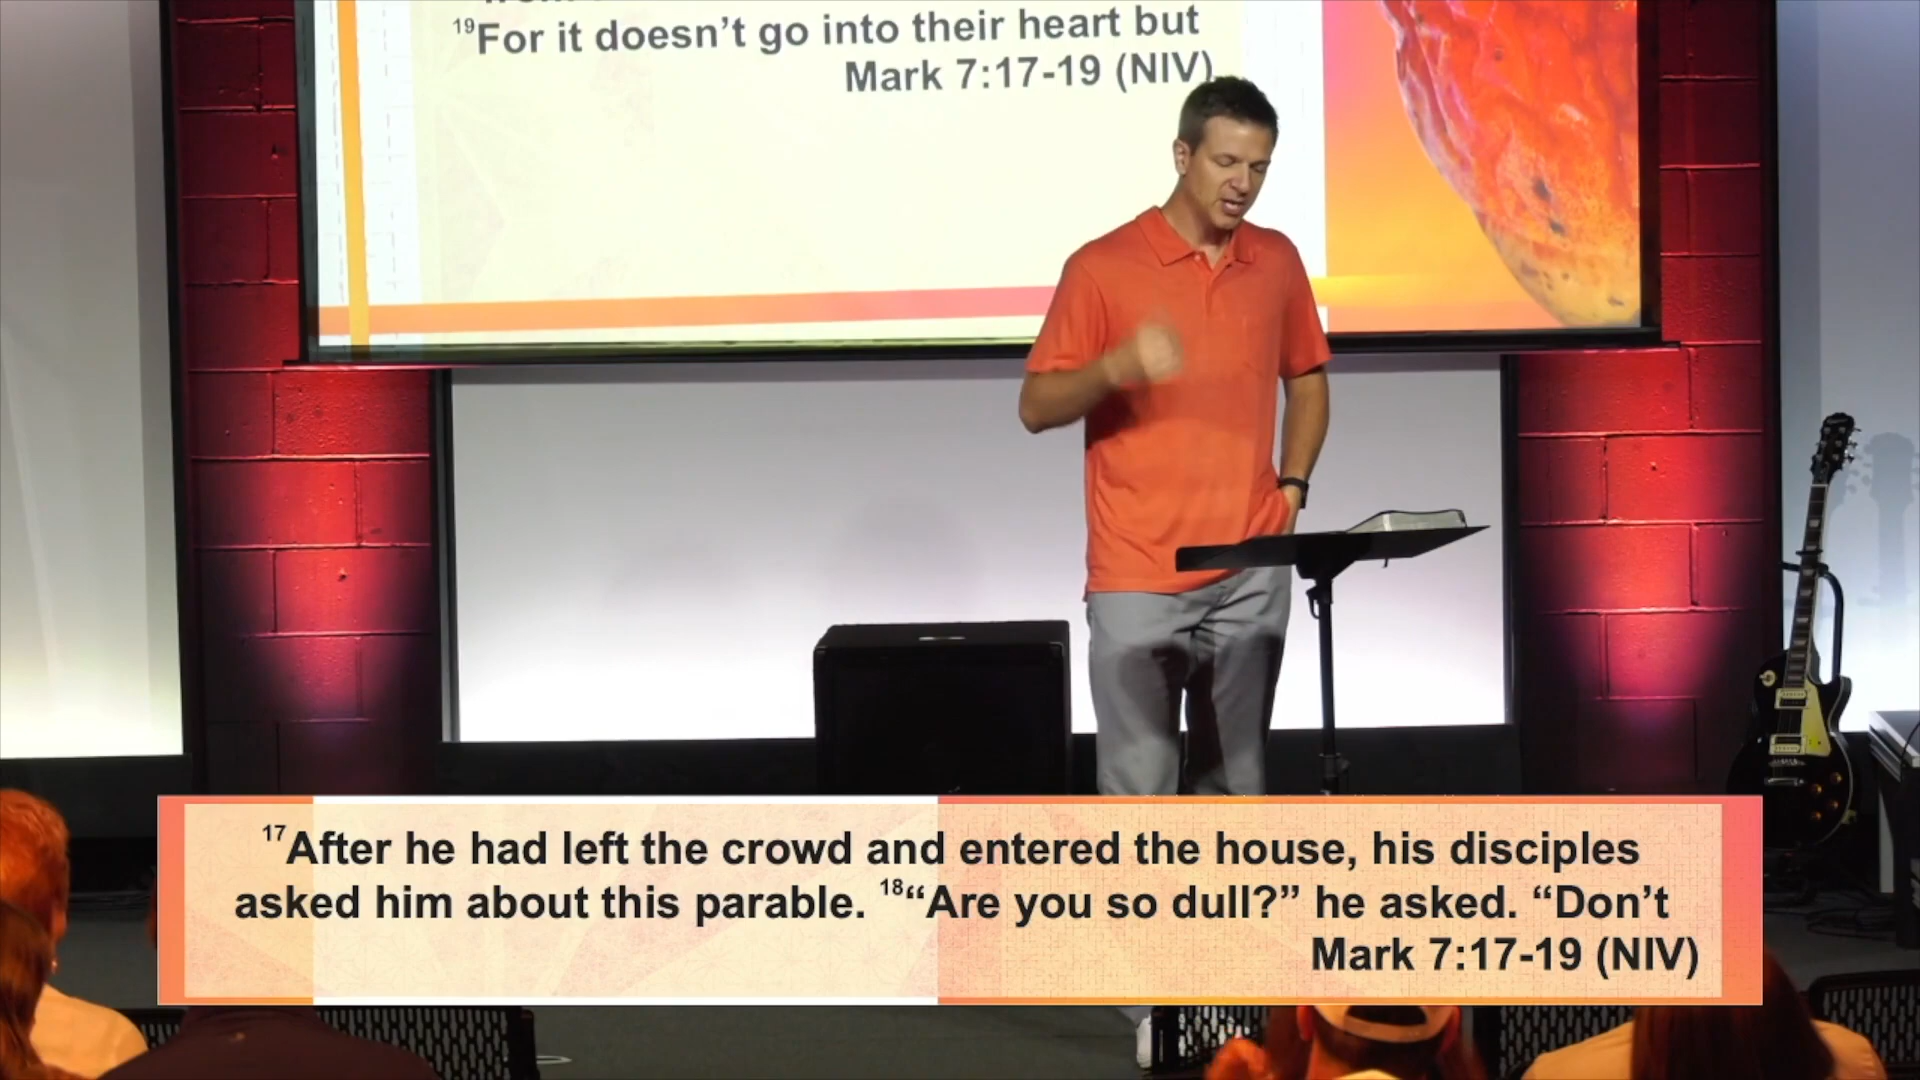 ¹⁹For it doesn’t go into their heart but
Mark 7:17-19 (NIV)
¹⁷After he had left the crowd and entered the house, his disciples
asked him about this parable. ¹⁸“Are you so dull?” he asked. “Don’t
Mark 7:17-19 (NIV)